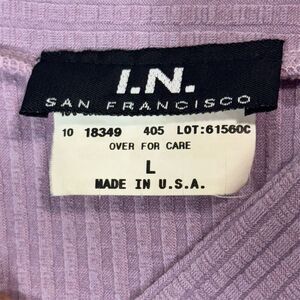 I.N.
SAN FRANCISCO
10 18349 405 LOT:61560C
OVER FOR CARE
L
MADE IN U.S.A.